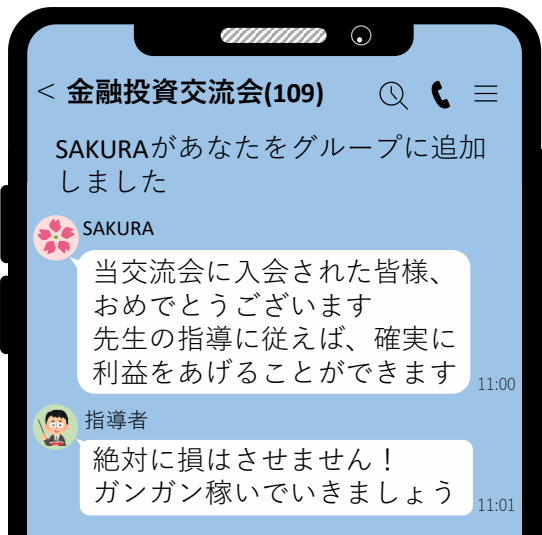 < 金融投資交流会(109)
SAKURAがあなたをグループに追加
しました
SAKURA
当交流会に入会された皆様、
おめでとうございます
先生の指導に従えば、確実に
利益をあげることができます
11:00
指導者
絶対に損はさせません!
ガンガン稼いでいきましょう
11:01